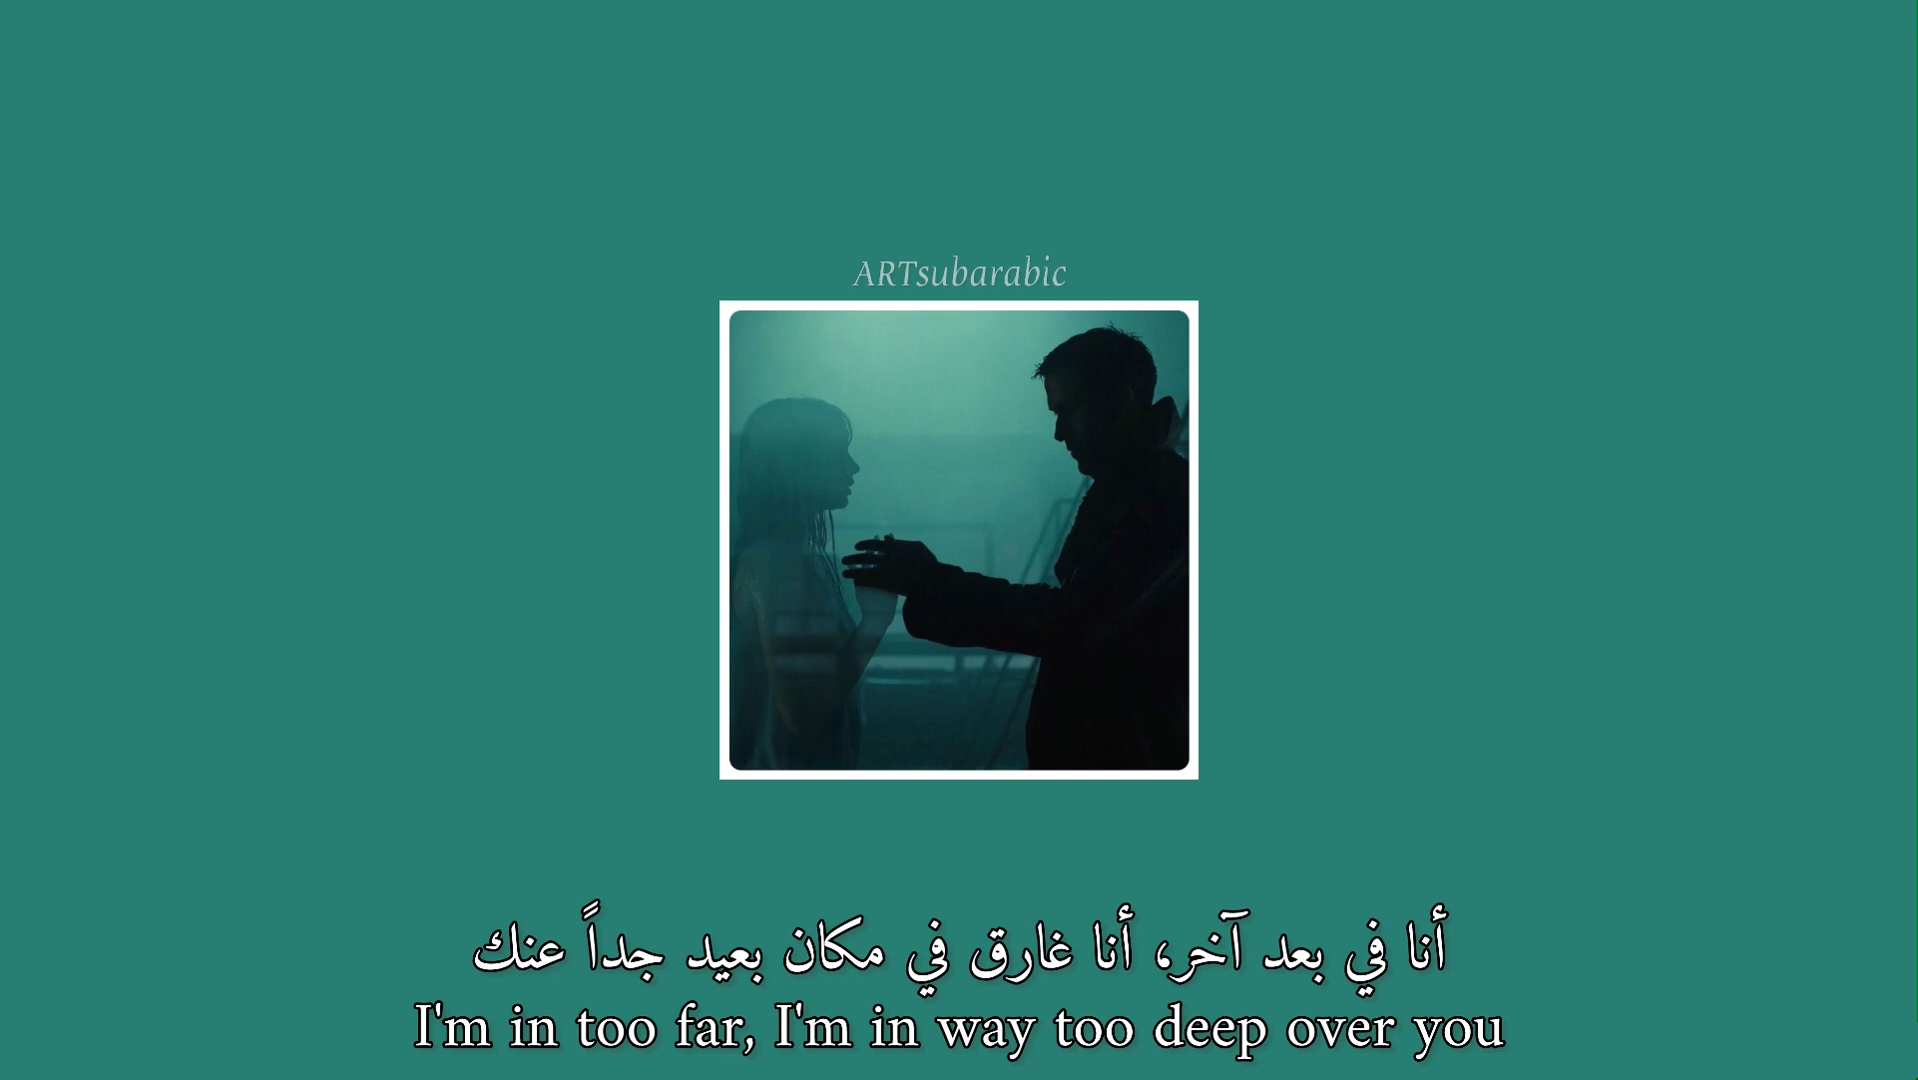 ARTsubarabic
أنا في بعد آخر، أنا غارق في مكان بعيد جداً عنك
I'm in too far, I'm in way too deep over you